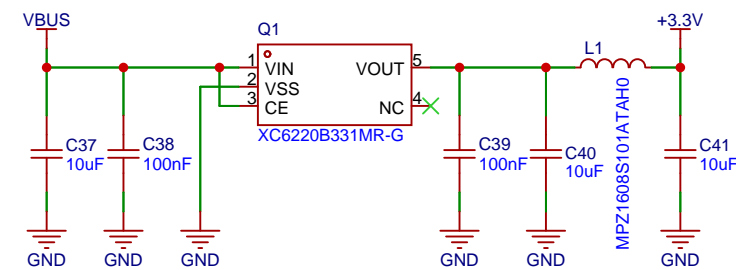 VBUS
Q1
+3.3V
L1
1
VIN
VOUT
5
2
VSS
3
CE
NC
4
XC6220B331MR-G
C37
10uF
C38
100nF
C39
100nF
C40
10uF
MPZ1608S101ATAH0
C41
10uF
GND
GND
GND
GND
GND
GND